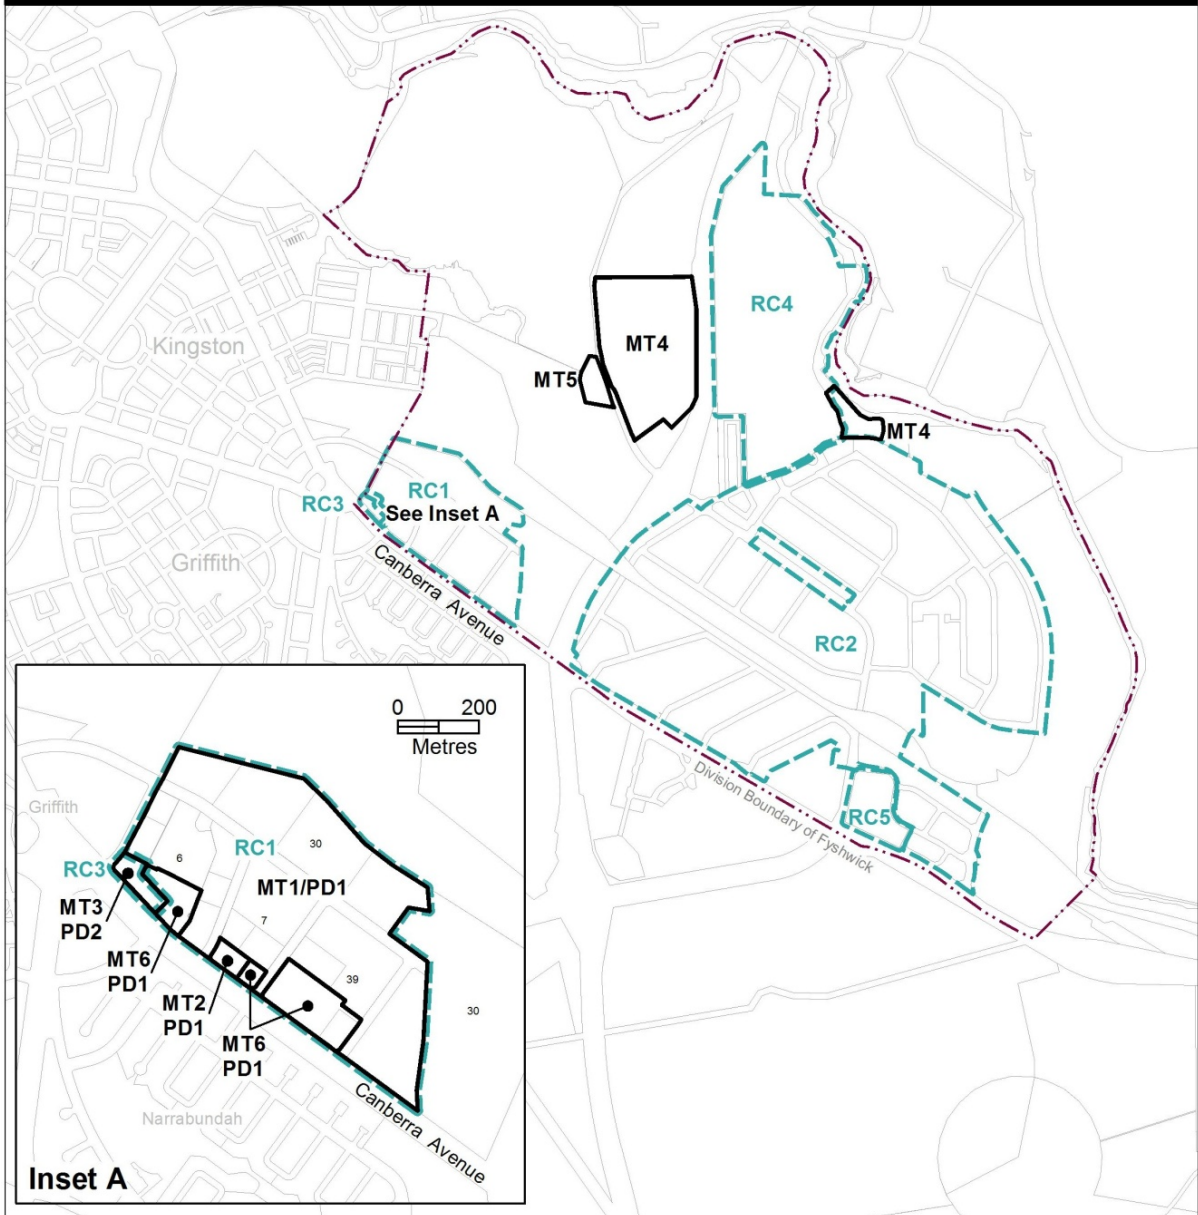 RC4
Kingston
MT4
MT5
MT4
RC1
RC3
See Inset A
Griffith
Canberra Avenue
RC2
Division Boundary of Fyshwick
RC5
0 200
Metres
Griffith
6
RC1
30
RC3
MT1/PD1
MT3
PD2
7
MT6
PD1
39
MT2
PD1
30
MT6
PD1
Canberra Avenue
Narrabundah
Inset A